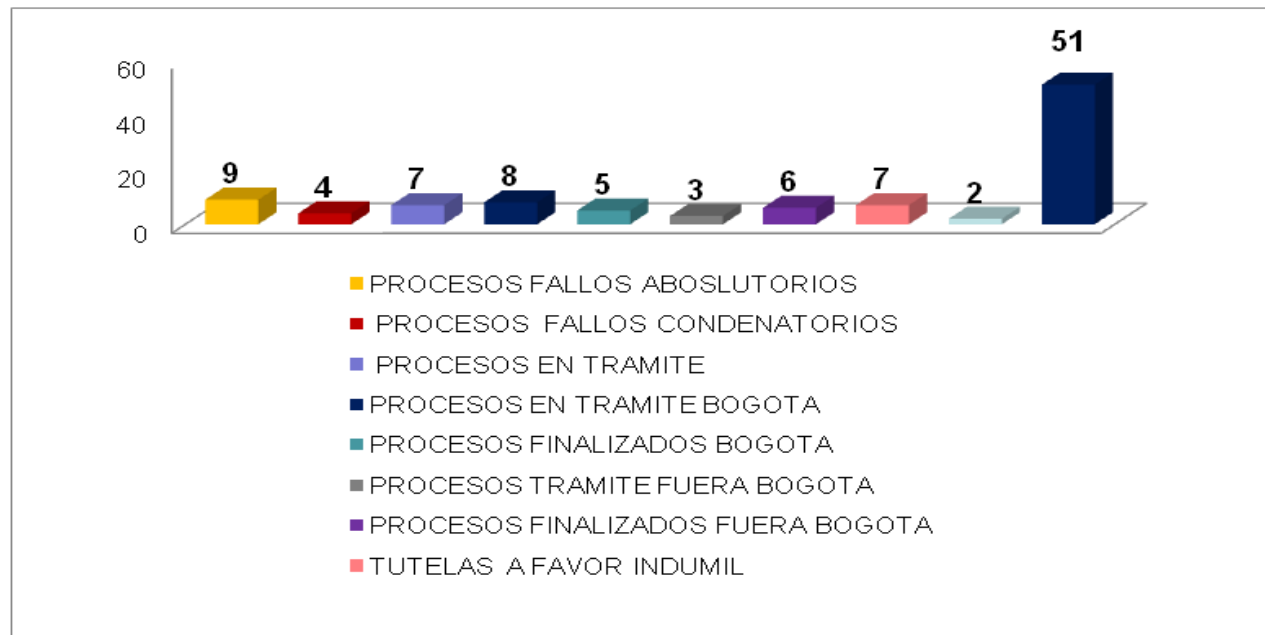 51
60
40
20
0
9
4
7
8
5
3
6
7
2
PROCESOS FALLOS ABOSLUTORIOS
PROCESOS FALLOS CONDENATORIOS
PROCESOS EN TRAMITE
PROCESOS EN TRAMITE BOGOTA
PROCESOS FINALIZADOS BOGOTA
PROCESOS TRAMITE FUERA BOGOTA
PROCESOS FINALIZADOS FUERA BOGOTA
TUTELAS A FAVOR INDUMIL